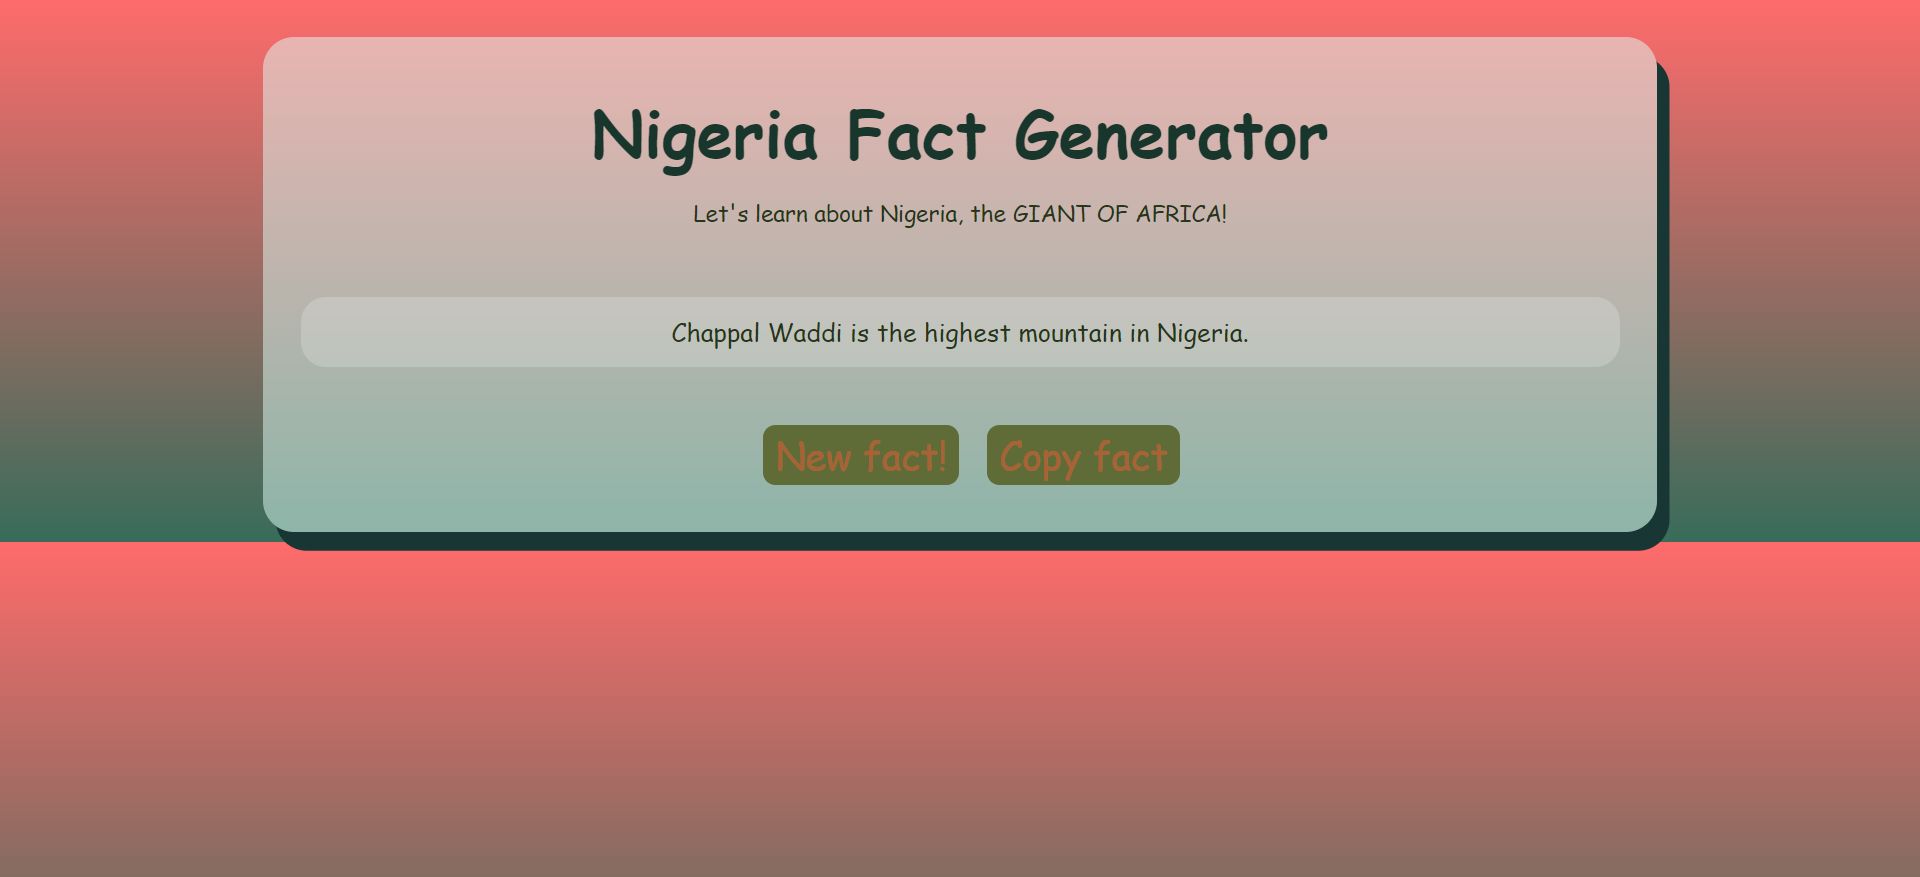 Nigeria Fact Generator
Let's learn about Nigeria, the GIANT OF AFRICA!
Chappal Waddi is the highest mountain in Nigeria.
New fact! Copy fact